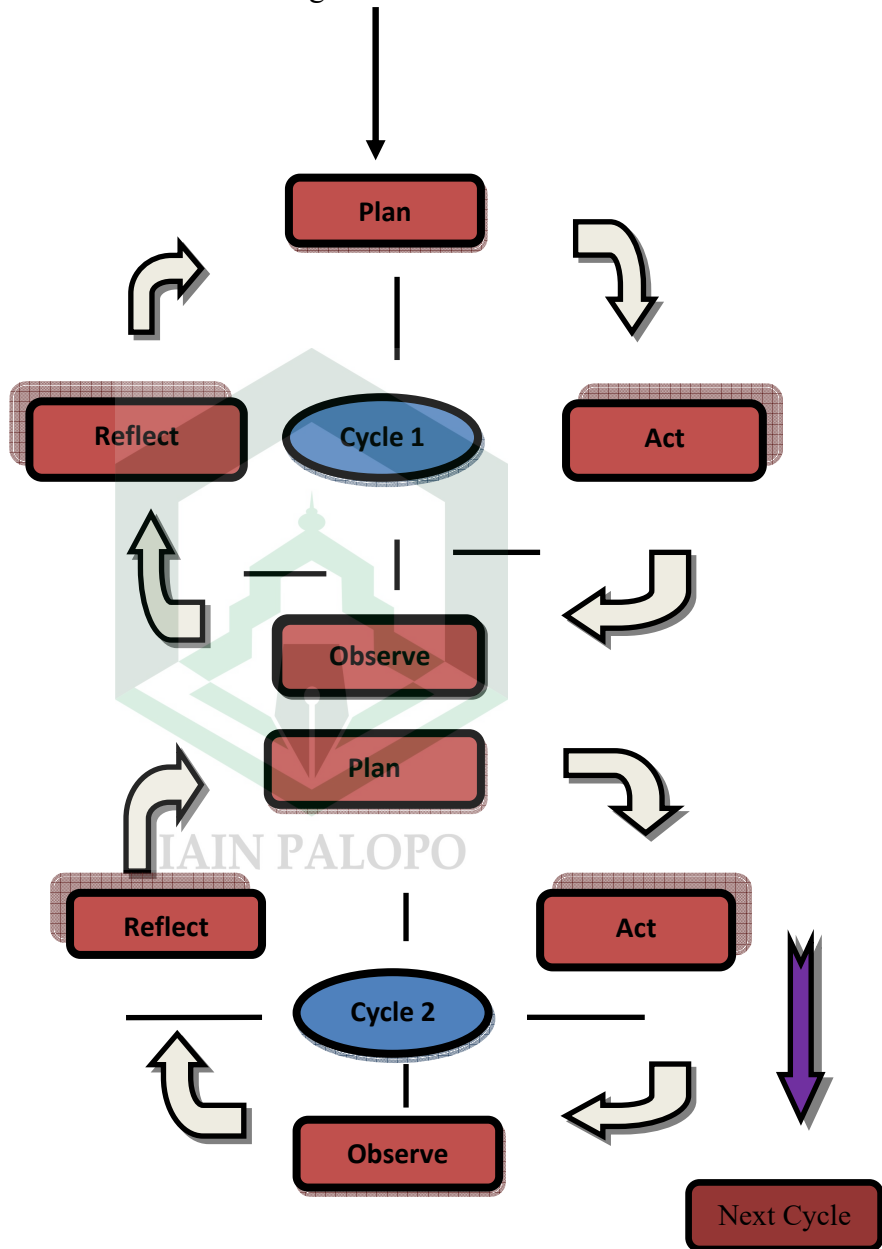 Plan
Reflect
Cycle 1
Act
Observe
Plan
IAIN PALOPO
Reflect
Act
Cycle 2
Observe
Next Cycle